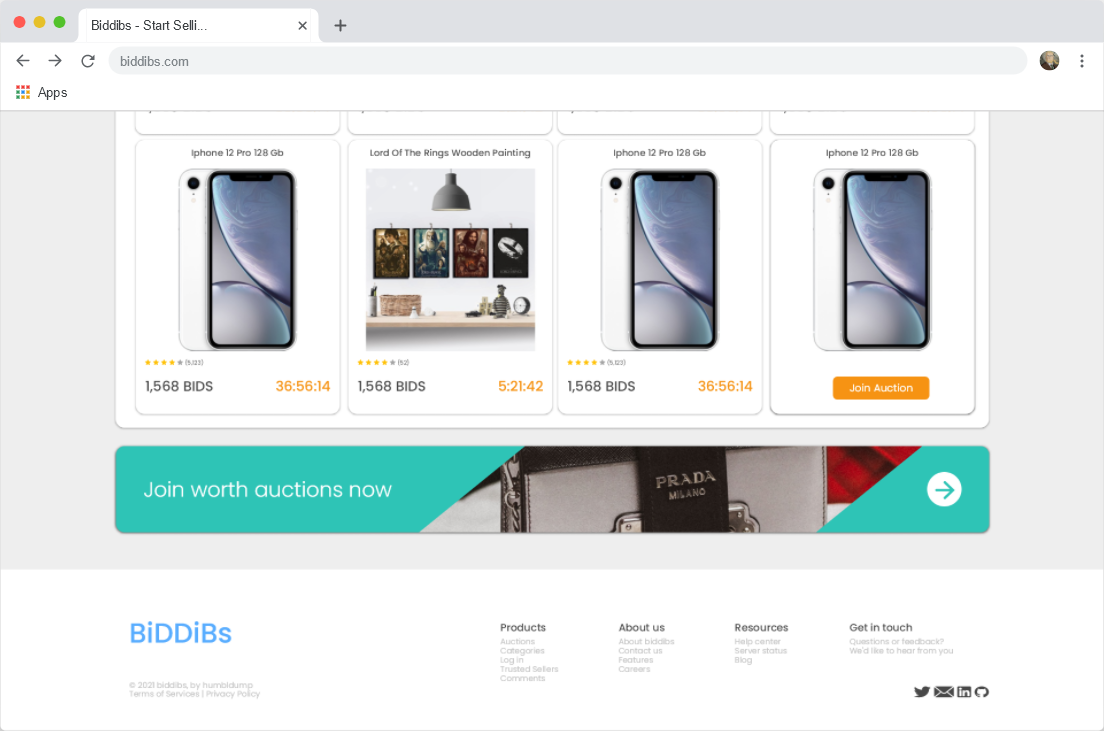 Biddibs - Start Selli...
biddibs.com
Apps
Iphone 12 Pro 128 Gb
Lord Of The Rings Wooden Painting
Iphone 12 Pro 128 Gb
Iphone 12 Pro 128 Gb
(5,123)
(52)
(5,123)
1,568 BIDS 36:56:14
1,568 BIDS 5:21:42
1,568 BIDS 36:56:14
Join Auction
Join worth auctions now
PRADA
MILANO
BiDDiBs
© 2021 biddibs, by humbldump
Terms of Services | Privacy Policy
Products
Auctions
Categories
Log in
Trusted Sellers
Comments
About us
About biddibs
Contact us
Features
Careers
Resources
Help center
Server status
Blog
Get in touch
Questions or feedback?
We'd like to hear from you